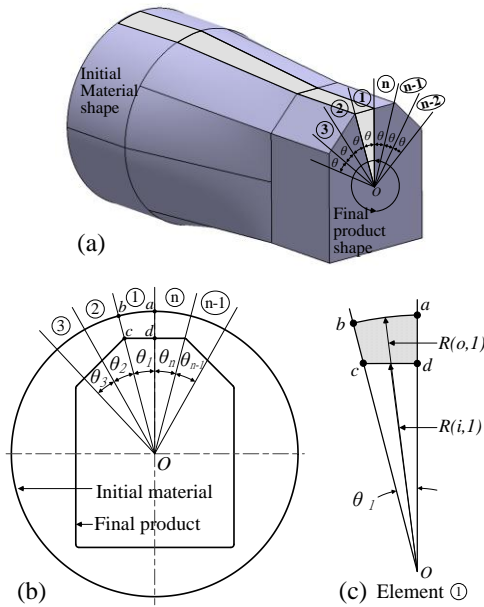 Initial
Material
shape
③ ② ① n n-1 n-2
θ θ θ θ θ θ
O
Final
product
shape
(a)
③ ② ① n n-1
b a
c d
θ3 θ2 θ1 θn θn-1
O
Initial material
Final product
(b)
a
b
R(o,1)
c d
R(i,1)
θ1
O
(c) Element ①